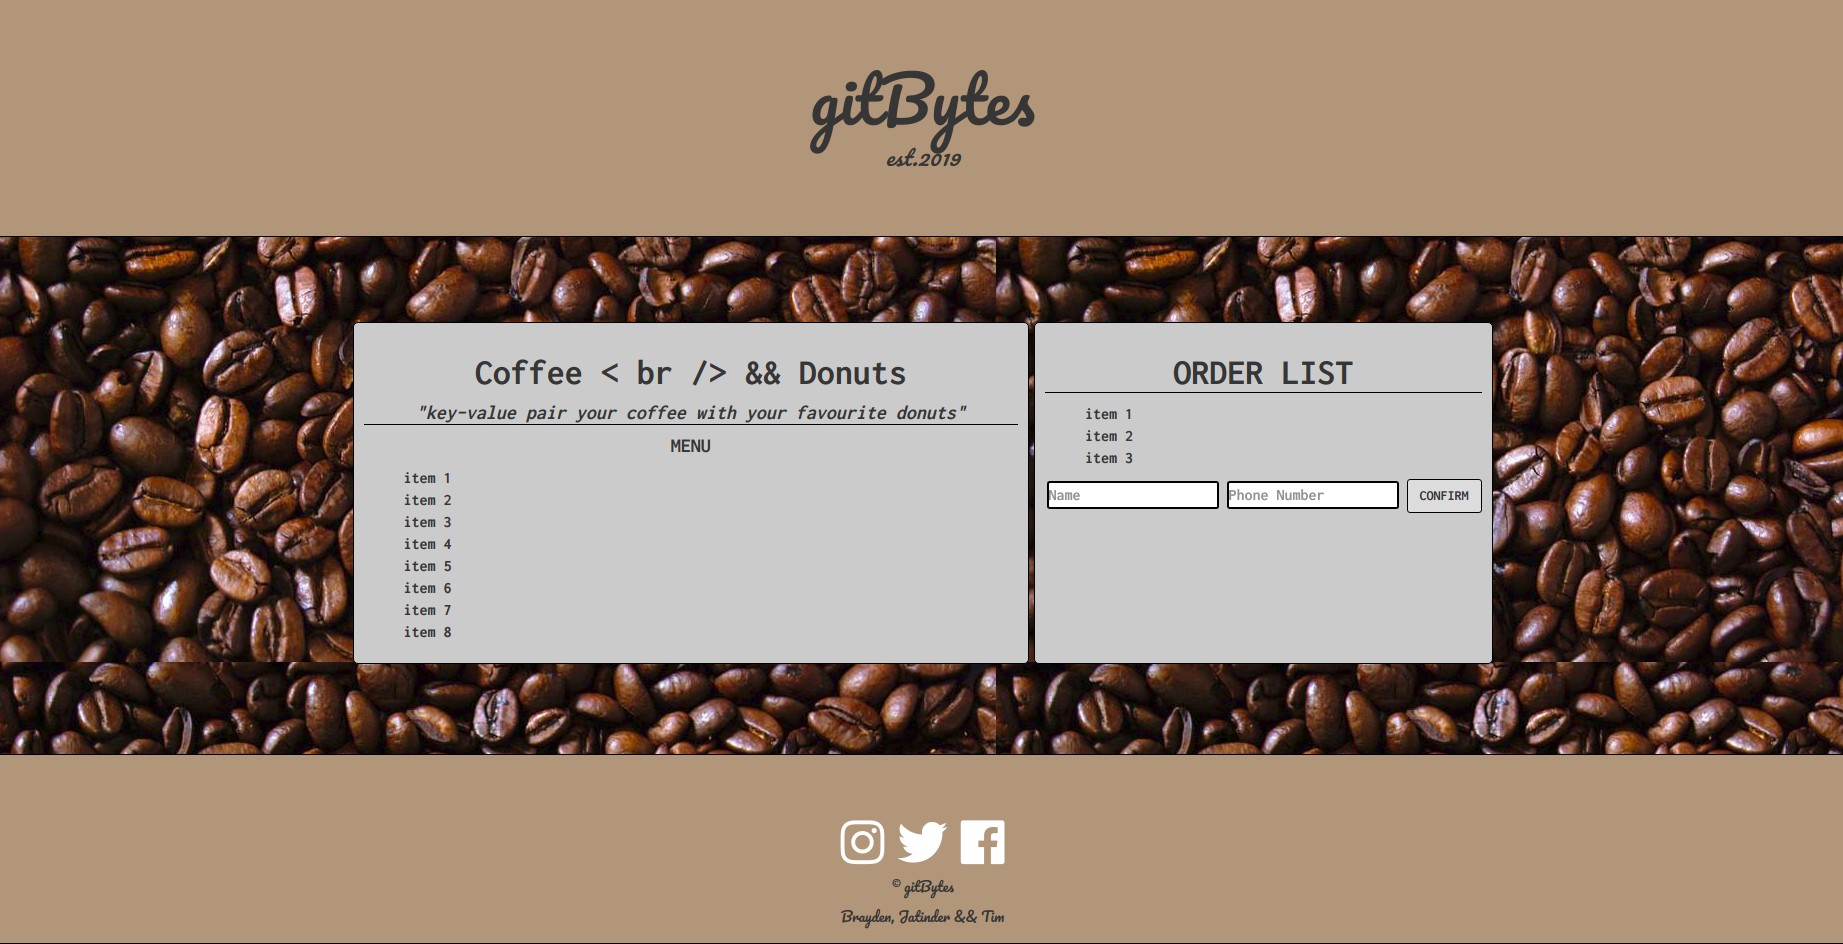 gitBytes
est.2019
Coffee < br /> && Donuts
"key-value pair your coffee with your favourite donuts"
MENU
item 1
item 2
item 3
item 4
item 5
item 6
item 7
item 8
ORDER LIST
item 1
item 2
item 3
Name
Phone Number
CONFIRM
© gitBytes
Brayden, Jatinder && Tim